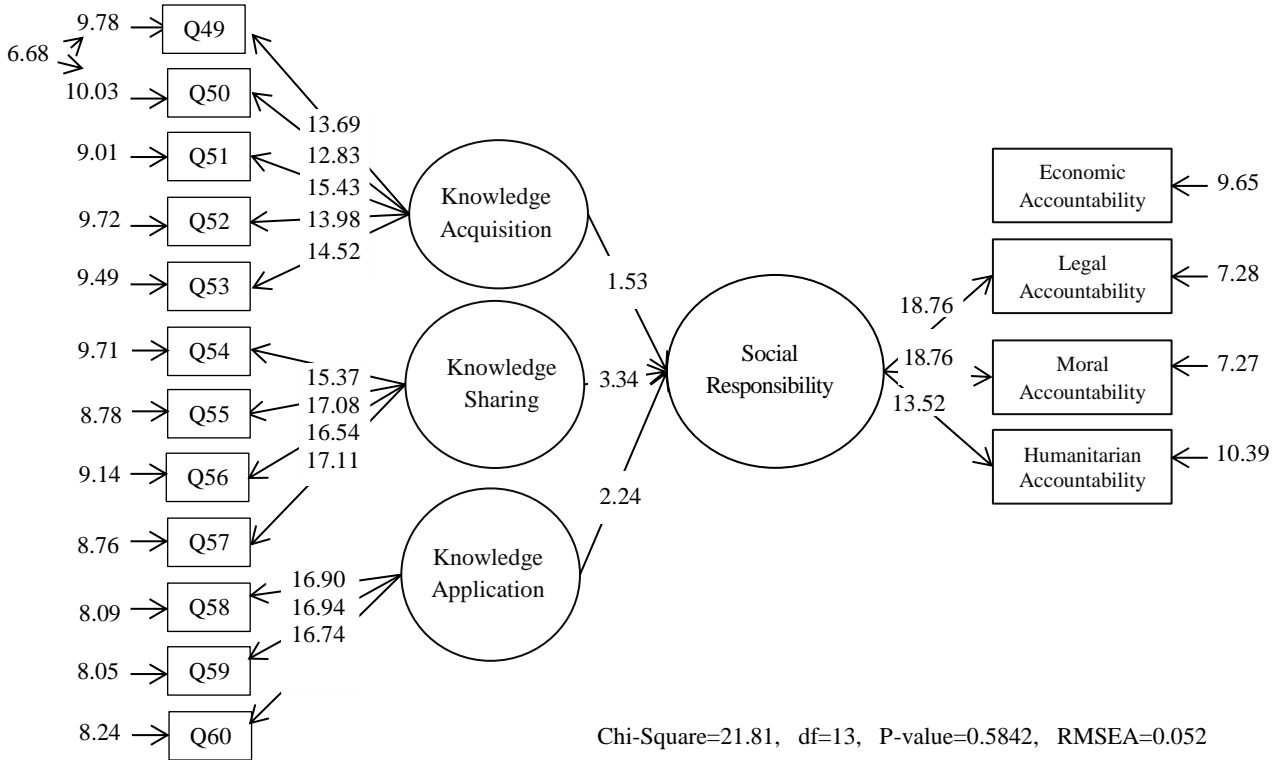 9.78 Q49
6.68
10.03 Q50
13.69
9.01 Q51
12.83
15.43
9.72 Q52
13.98
14.52
9.49 Q53
Knowledge
Acquisition
Economic
Accountability
9.65
1.53
Legal
Accountability
7.28
18.76
9.71 Q54
15.37
8.78 Q55
17.08
16.54
9.14 Q56
17.11
8.76 Q57
Knowledge
Sharing
3.34
Social
Responsibility
18.76
Moral
Accountability
7.27
13.52
Humanitarian
Accountability
10.39
2.24
16.90
8.09 Q58
16.94
16.74
8.05 Q59
8.24 Q60
Knowledge
Application
Chi-Square=21.81, df=13, P-value=0.5842, RMSEA=0.052